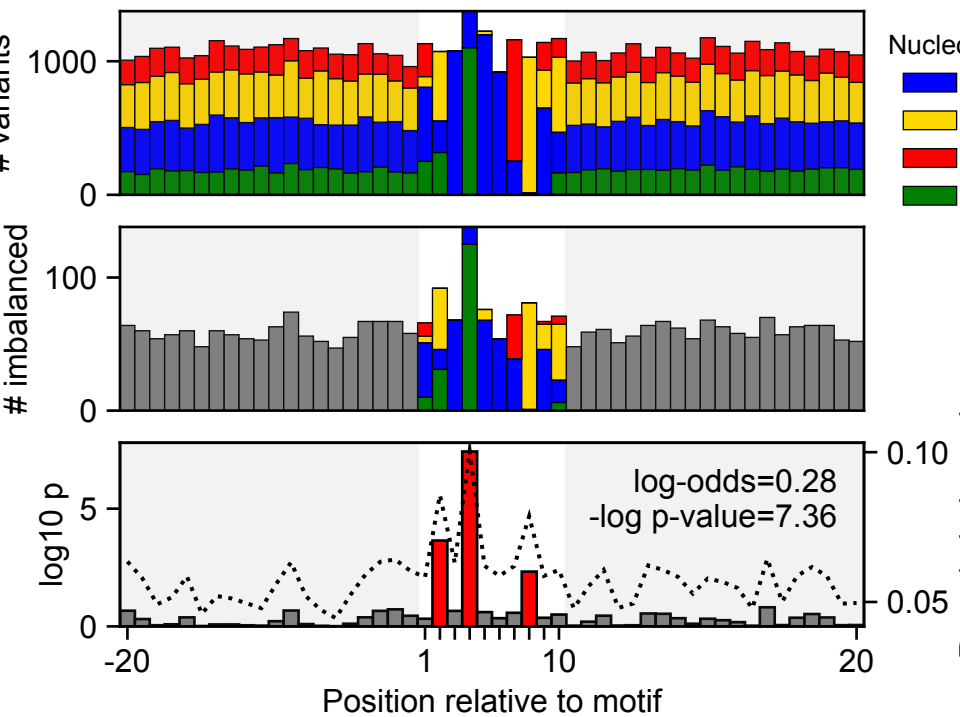 # variants
1000
0
Nucleo
# imbalanced
100
0
log10 p
5
0
log-odds=0.28
-log p-value=7.36
0.10
0.05
-20
1
10
20
Position relative to motif